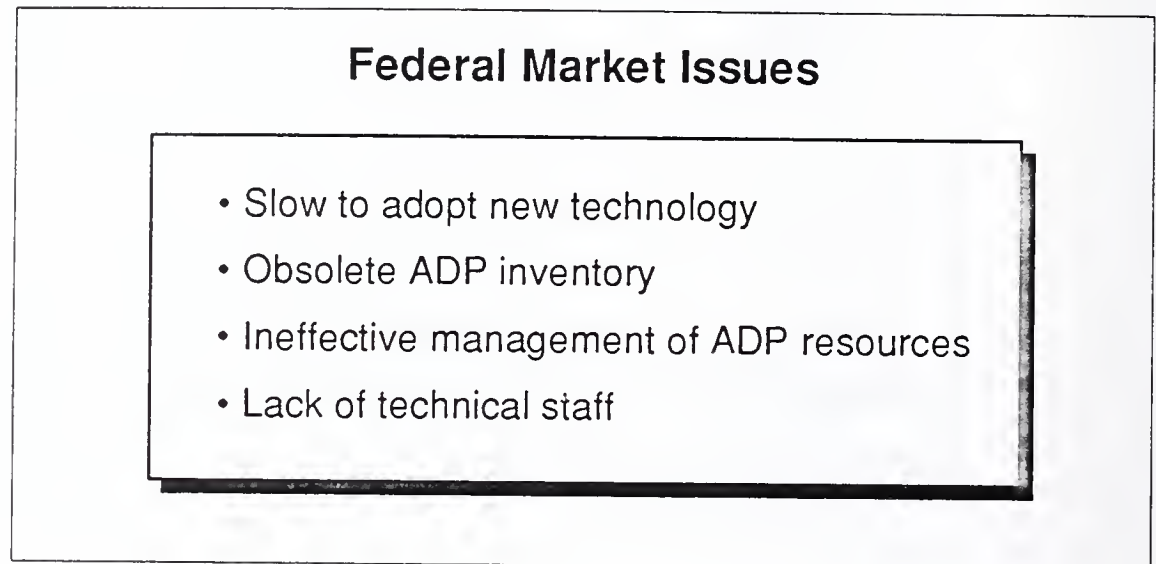 Federal Market Issues
• Slow to adopt new technology
• Obsolete ADP inventory
• Ineffective management of ADP resources
• Lack of technical staff